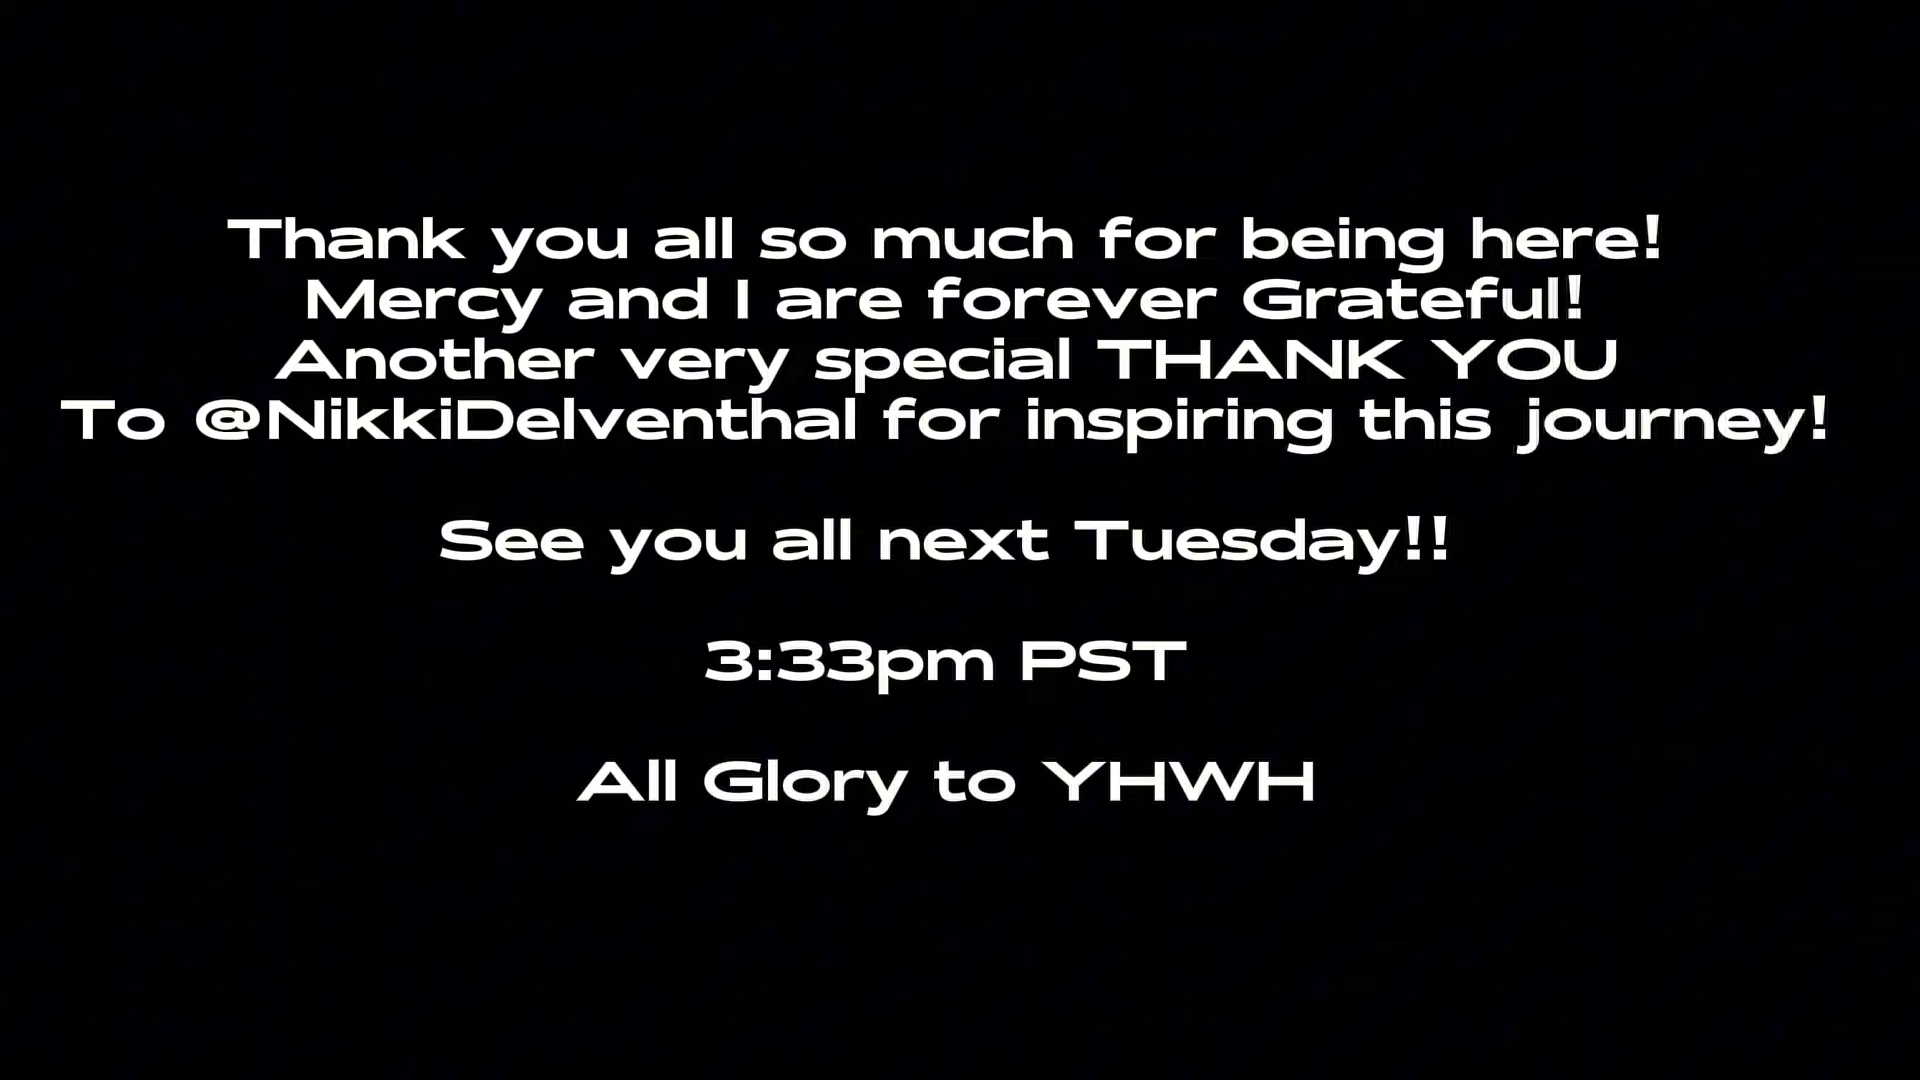 Thank you all so much for being here!
Mercy and I are forever Grateful!
Another very special THANK YOU
To @NikkiDelventhal for inspiring this journey!
See you all next Tuesday!!
3:33pm PST
All Glory to YHWH